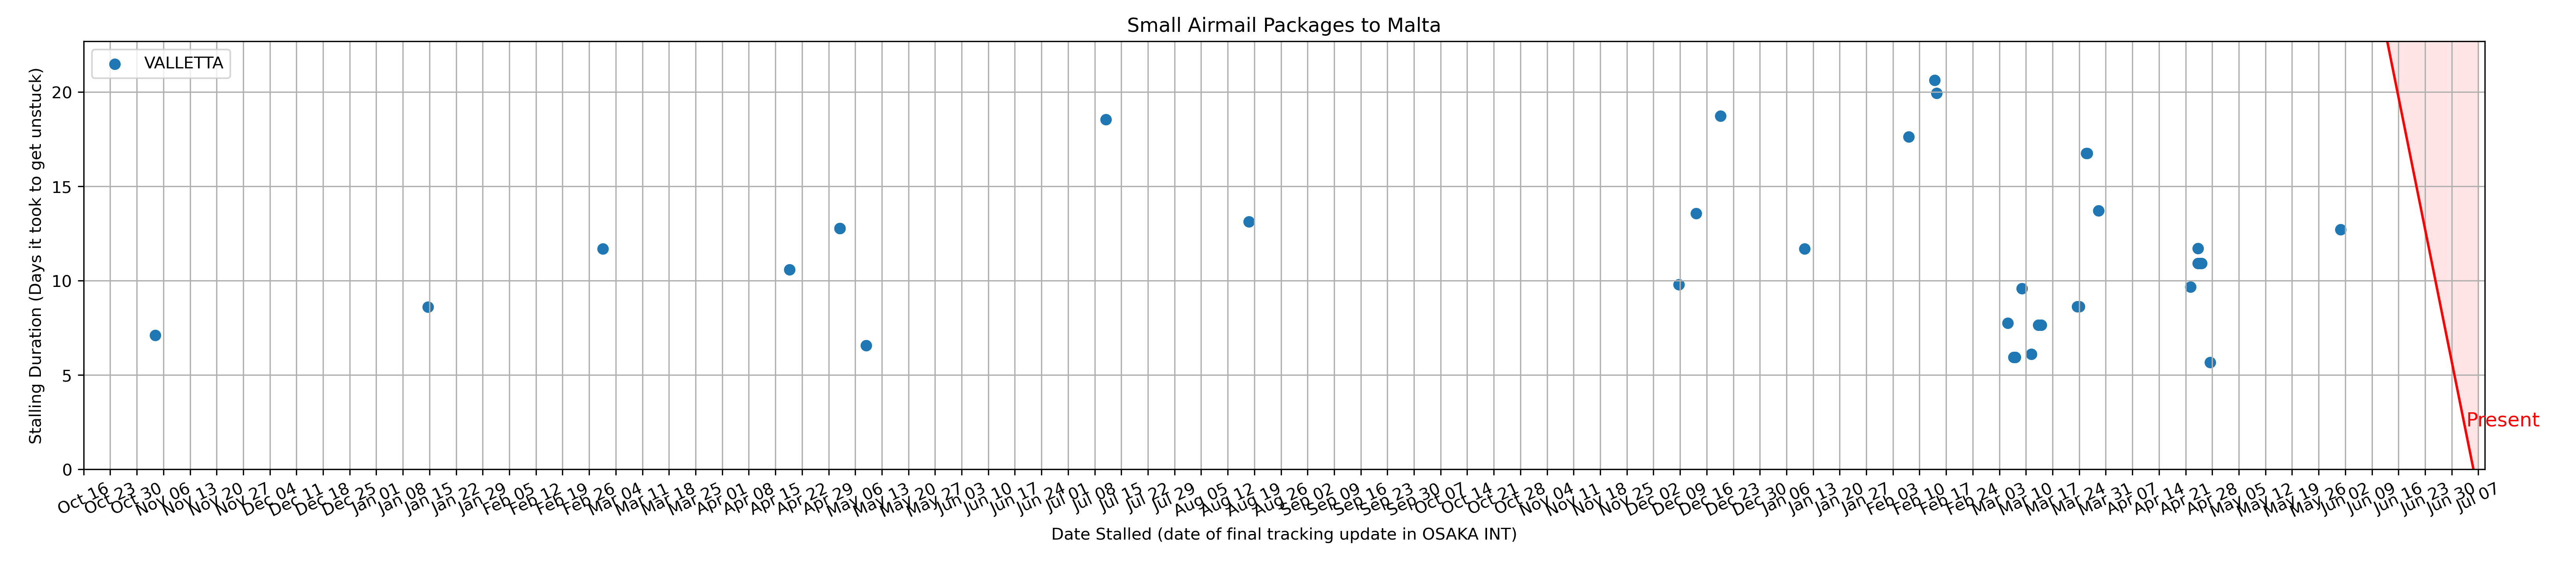 Small Airmail Packages to Malta
VALLETTA
Stalling Duration (Days it took to get unstuck)
20
15
10
5
0
Present
Oct 16
Oct 23
Oct 30
Nov 06
Nov 13
Nov 20
Nov 27
Dec 04
Dec 11
Dec 18
Dec 25
Jan 01
Jan 08
Jan 15
Jan 22
Jan 29
Feb 05
Feb 12
Feb 19
Feb 26
Mar 04
Mar 11
Mar 18
Mar 25
Apr 01
Apr 08
Apr 15
Apr 22
Apr 29
May 06
May 13
May 20
May 27
Jun 03
Jun 10
Jun 17
Jun 24
Jul 01
Jul 08
Jul 15
Jul 22
Jul 29
Aug 05
Aug 12
Aug 19
Aug 26
Sep 02
Sep 09
Sep 16
Sep 23
Sep 30
Oct 07
Oct 14
Oct 21
Oct 28
Nov 04
Nov 11
Nov 18
Nov 25
Dec 02
Dec 09
Dec 16
Dec 23
Dec 30
Jan 06
Jan 13
Jan 20
Jan 27
Feb 03
Feb 10
Feb 17
Feb 24
Mar 03
Mar 10
Mar 17
Mar 24
Mar 31
Apr 07
Apr 14
Apr 21
Apr 28
May 05
May 12
May 19
May 26
Jun 02
Jun 09
Jun 16
Jun 23
Jun 30
Jul 07
Date Stalled (date of final tracking update in OSAKA INT)